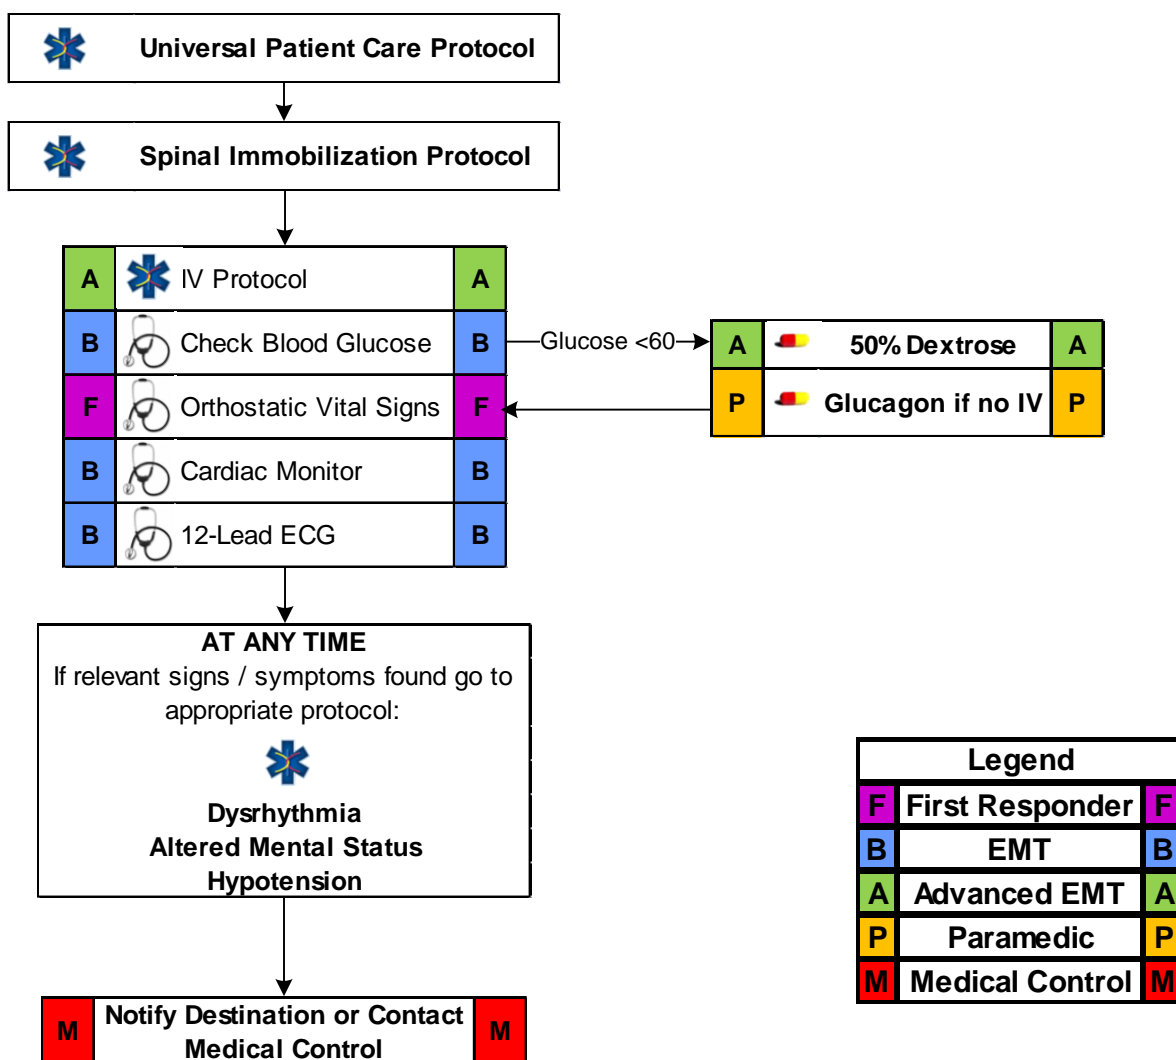 Universal Patient Care Protocol
Spinal Immobilization Protocol
A IV Protocol A
B Check Blood Glucose B
Glucose <60
A 50% Dextrose A
P Glucagon if no IV P
F Orthostatic Vital Signs F
B Cardiac Monitor B
B 12-Lead ECG B
AT ANY TIME
If relevant signs / symptoms found go to
appropriate protocol:
Dysrhythmia
Altered Mental Status
Hypotension
M Notify Destination or Contact M
Medical Control
Legend
F First Responder F
B EMT B
A Advanced EMT A
P Paramedic P
M Medical Control M